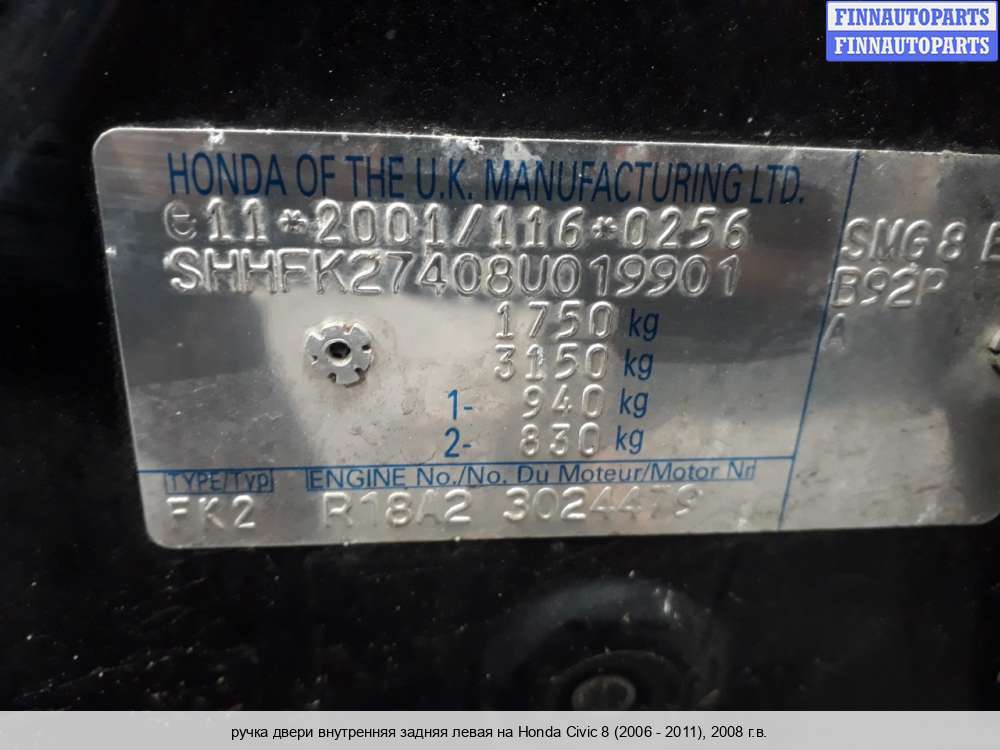 FINNAUTOPARTS
FINNAUTOPARTS
HONDA OF THE U.K. MANUFACTURING LTD.
e11*2001/116*0256
SHHFK27408U019901
1750 kg
3150 kg
1- 940 kg
2- 830 kg
SMG8 E
B92P
A
TYPE/TYP ENGINE No./No. Du Moteur/Motor Nr
FK2 R18A2 3024479
ручка двери внутренняя задняя левая на Honda Civic 8 (2006 - 2011), 2008 г.в.